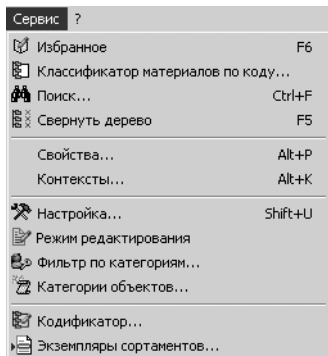 Сервис ?
Избранное F6
Классификатор материалов по коду...
Поиск... Ctrl+F
Свернуть дерево F5
Свойства... Alt+P
Контексты... Alt+K
Настройка... Shift+U
Режим редактирования
Фильтр по категориям...
Категории объектов...
Кодификатор...
Экземпляры сортаментов...